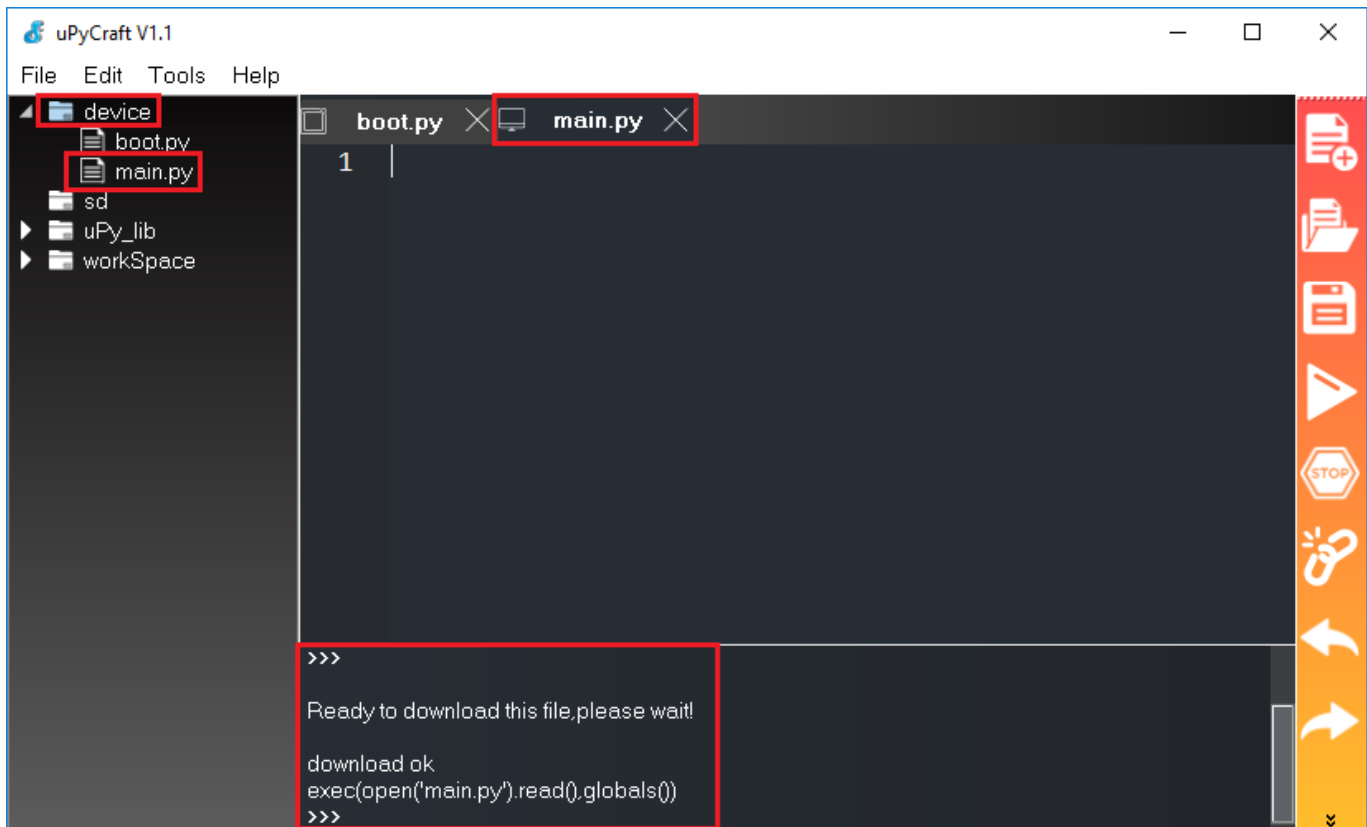 uPyCraft V1.1
File Edit Tools Help
device
boot.py
main.py
sd
uPy_lib
workSpace
boot.py main.py
1
>>>
Ready to download this file,please wait!
download ok
exec(open('main.py').read(),globals())
>>>
STOP